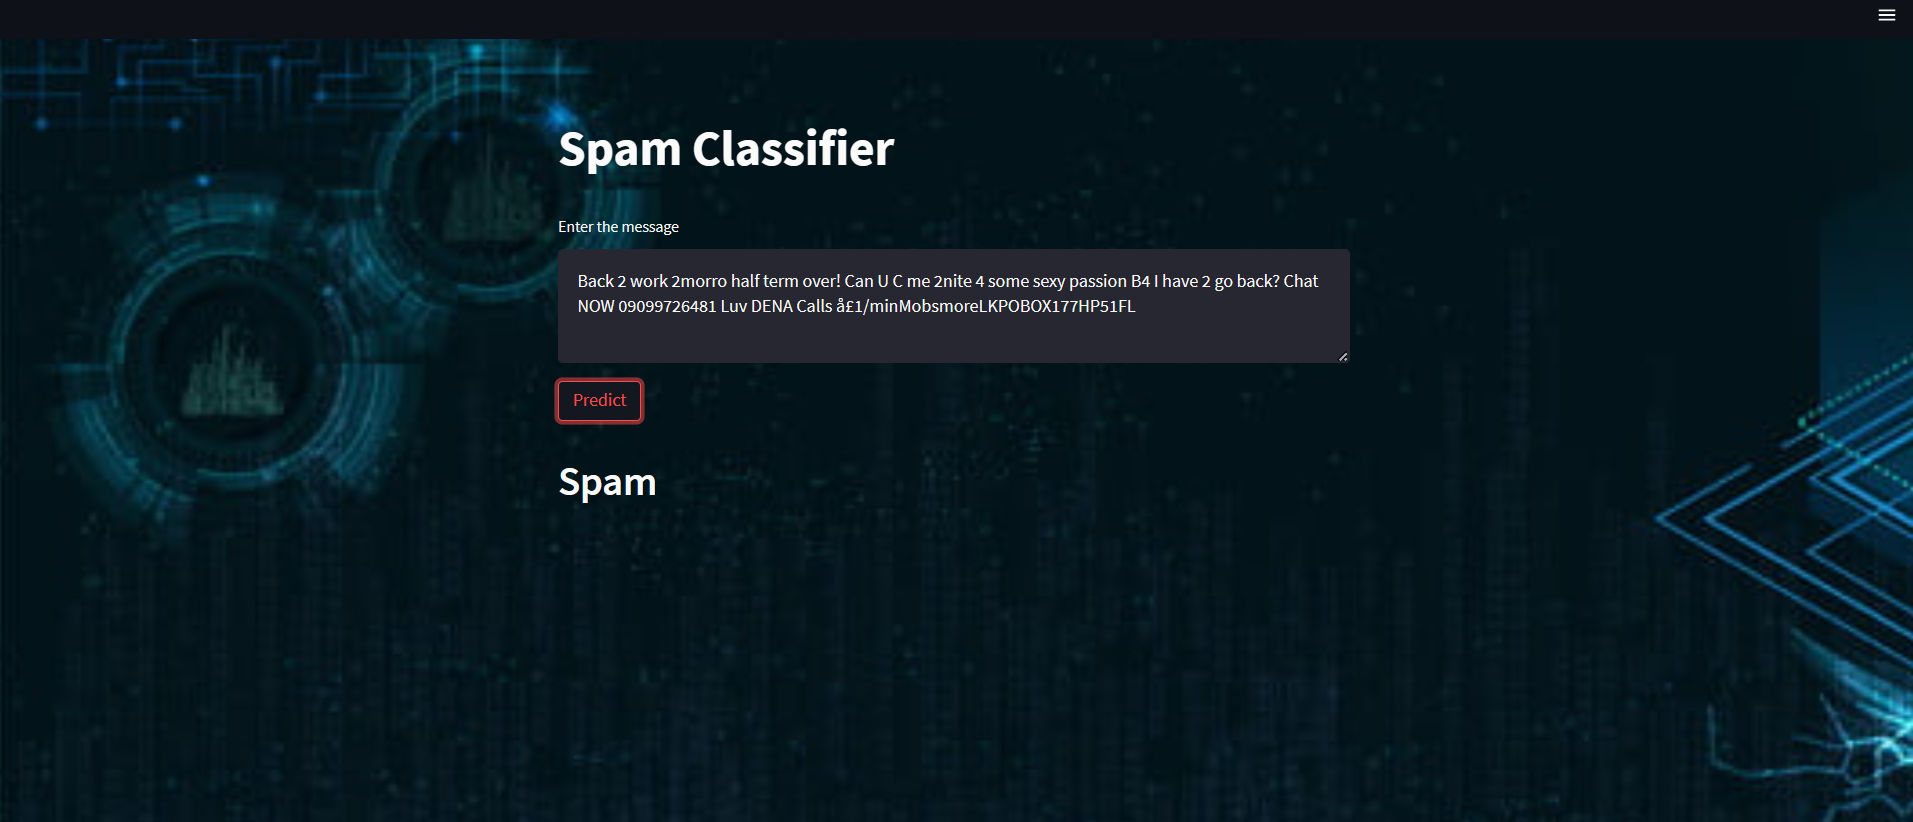 Spam Classifier
Enter the message
Back 2 work 2morro half term over! Can U C me 2nite 4 some sexy passion B4 I have 2 go back? Chat
NOW 09099726481 Luv DENA Calls å£1/minMobsmoreLKPOBOX177HP51FL
Predict
Spam